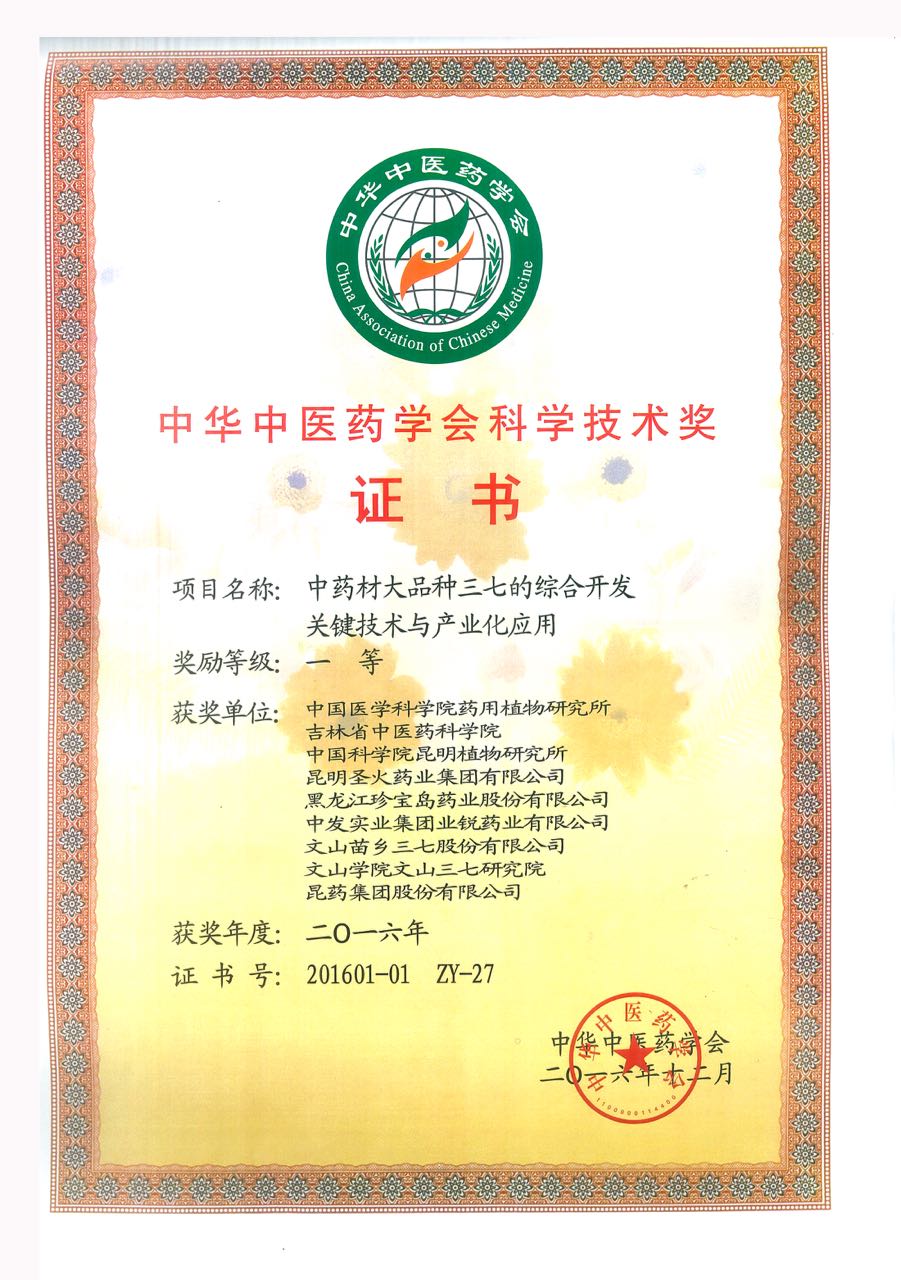 中华中医药学会
China Association of Chinese Medicine
中华中医药学会科学技术奖
证 书
项目名称: 中药材大品种三七的综合开发
关键技术与产业化应用
奖励等级: 一 等
获奖单位: 中国医学科学院药用植物研究所
吉林省中医药科学院
中国科学院昆明植物研究所
昆明圣火药业集团有限公司
黑龙江珍宝岛药业股份有限公司
中发实业集团业锐药业有限公司
文山苗乡三七股份有限公司
文山学院文山三七研究院
昆药集团股份有限公司
获奖年度: 二〇一六年
证 书 号: 201601-01 ZY-27
中华中医药学会
二〇一六年十二月
中华中医药学会
1100000114400